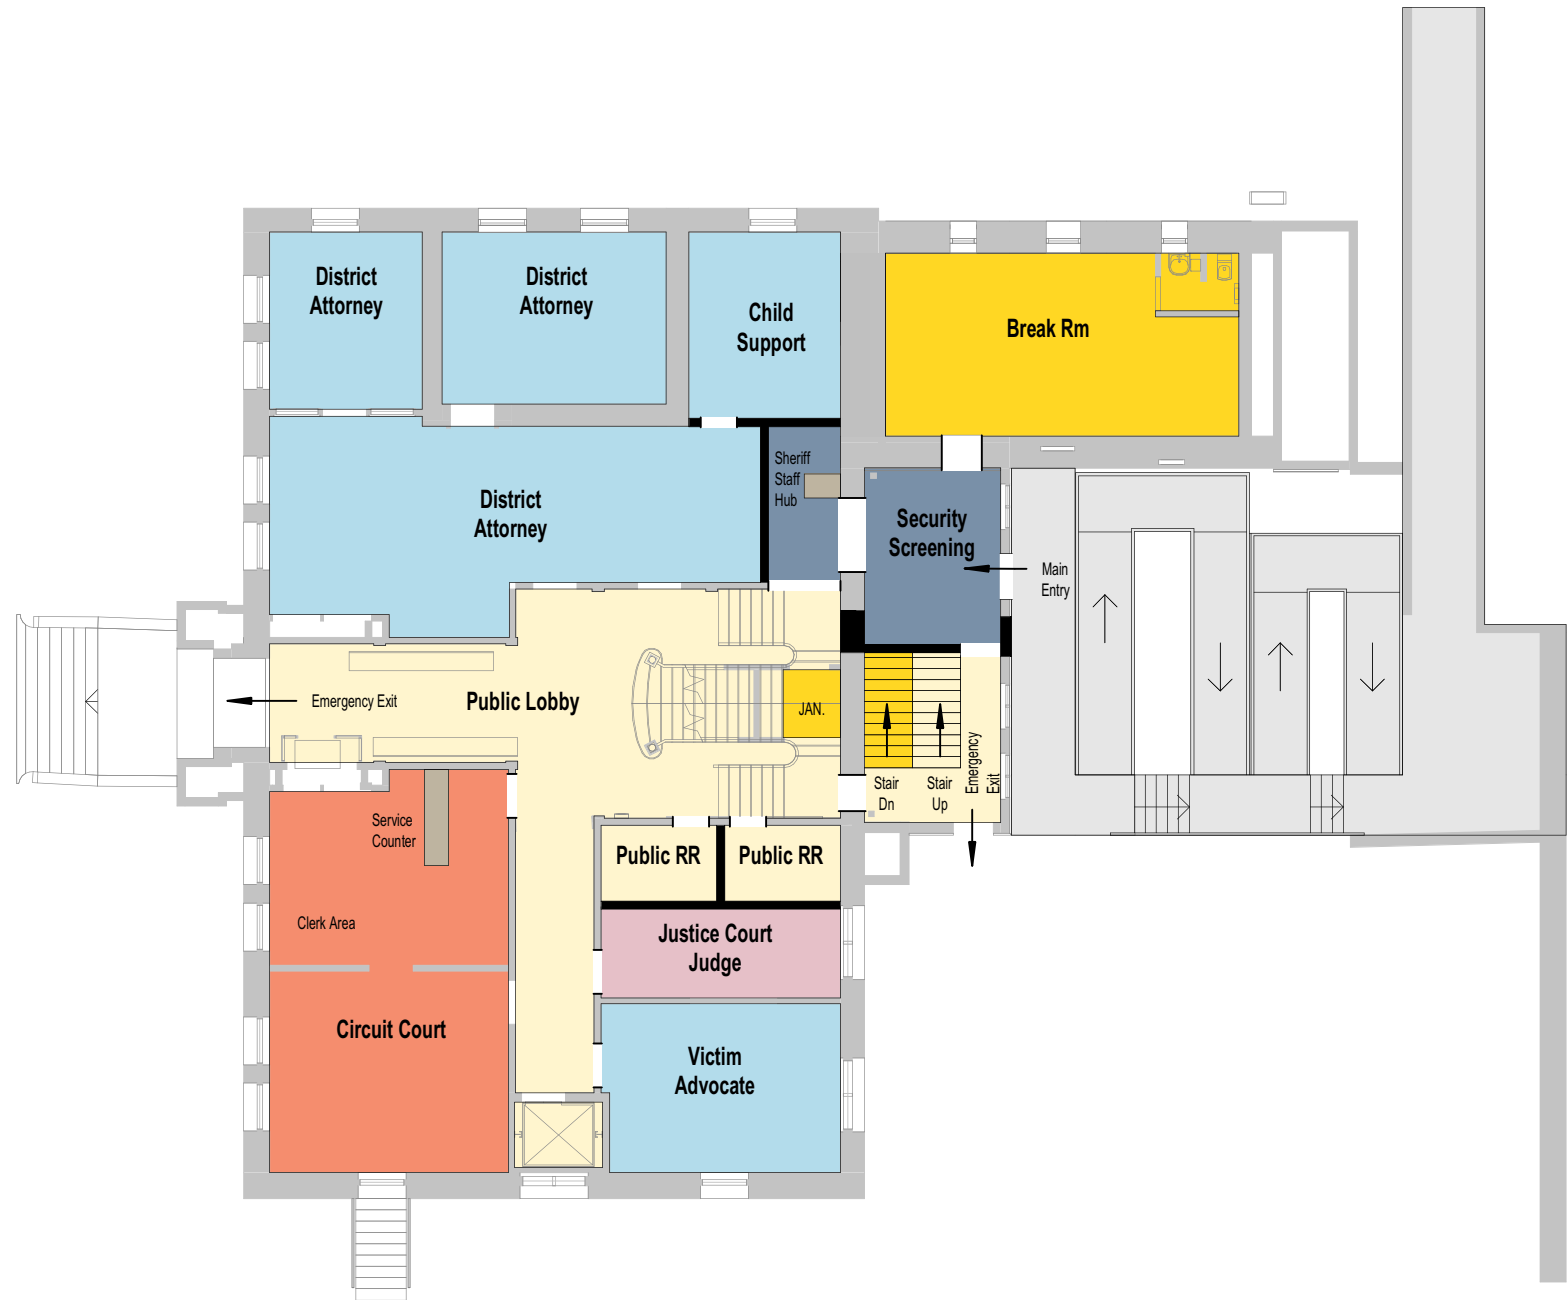 District
Attorney
District
Attorney
Child
Support
Break Rm
Sheriff
Staff
Hub
District
Attorney
Security
Screening
Main
Entry
Emergency Exit
Public Lobby
JAN.
Stair
Dn
Stair
Up
Emergency
Exit
Service
Counter
Public RR
Public RR
Clerk Area
Justice Court
Judge
Circuit Court
Victim
Advocate